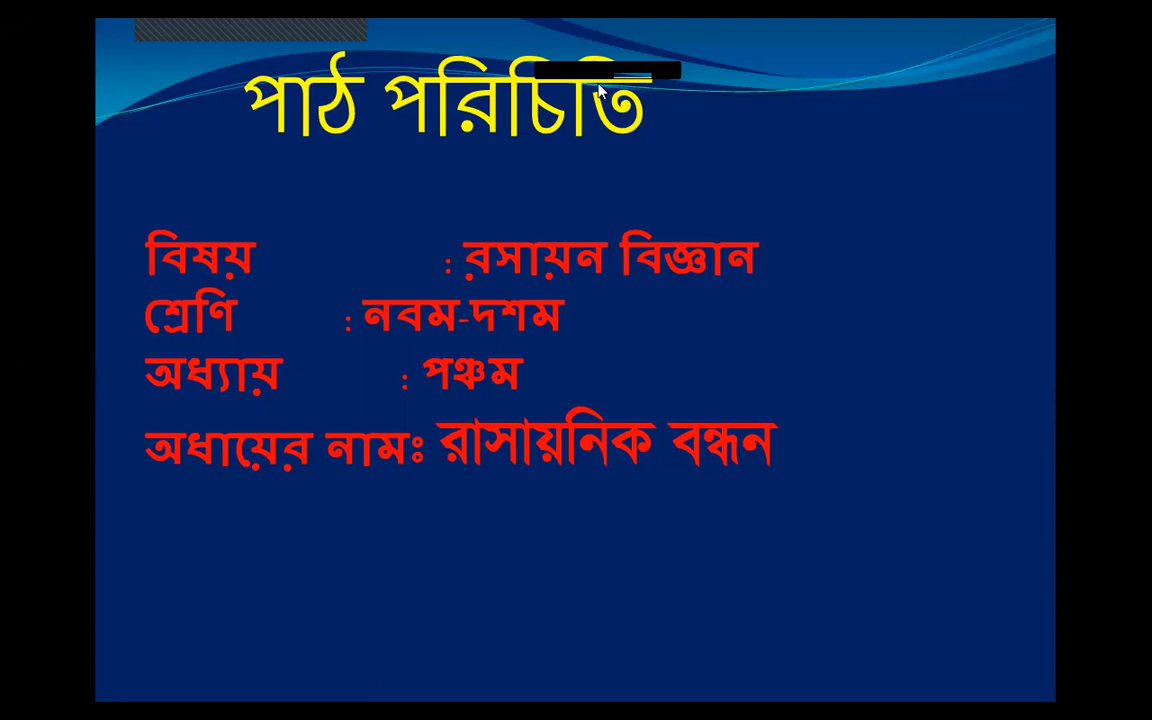 পাঠ পরিচিতি
বিষয় : রসায়ন বিজ্ঞান
শ্রেণি : নবম-দশম
অধ্যায় : পঞ্চম
অধায়ের নামঃ রাসায়নিক বন্ধন